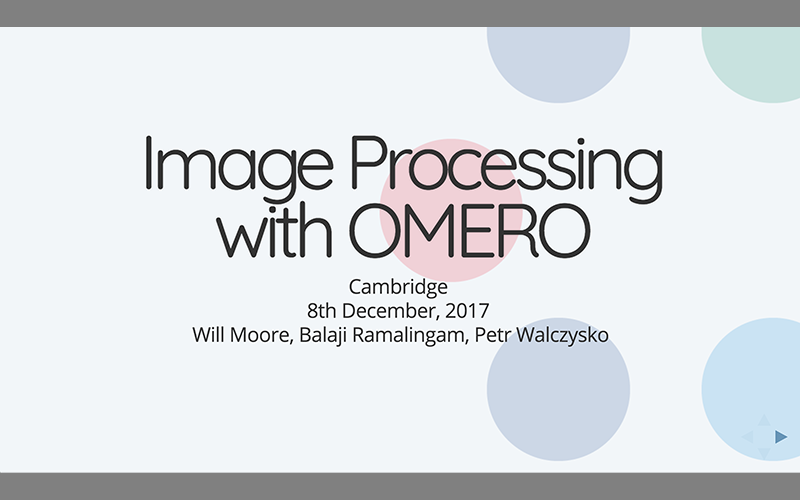 Image Processing
with OMERO
Cambridge
8th December, 2017
Will Moore, Balaji Ramalingam, Petr Walczysko